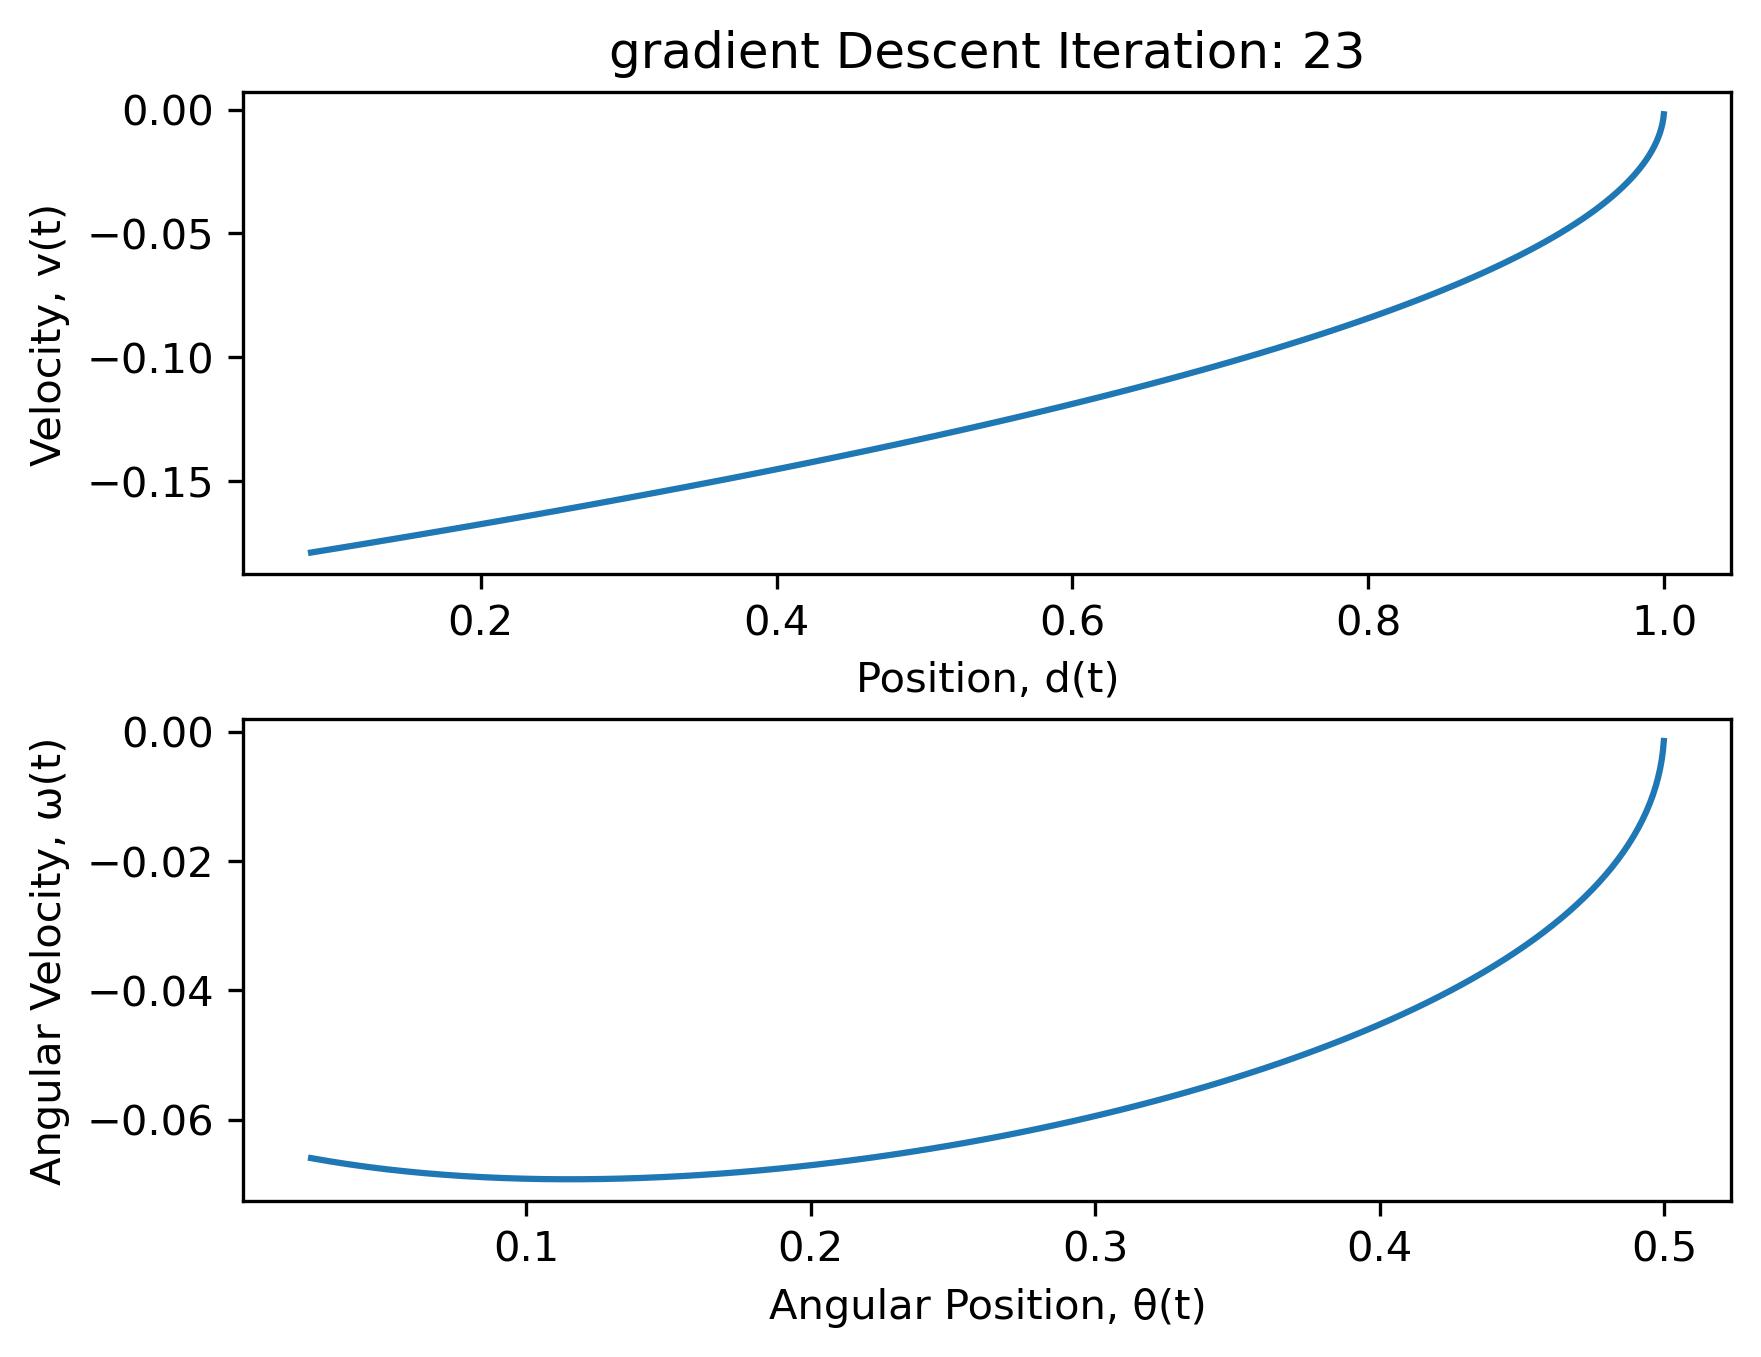 gradient Descent Iteration: 23
0.00
−0.05
−0.10
−0.15
Velocity, v(t)
0.2 0.4 0.6 0.8 1.0
Position, d(t)
0.00
−0.02
−0.04
−0.06
Angular Velocity, ω(t)
0.1 0.2 0.3 0.4 0.5
Angular Position, θ(t)